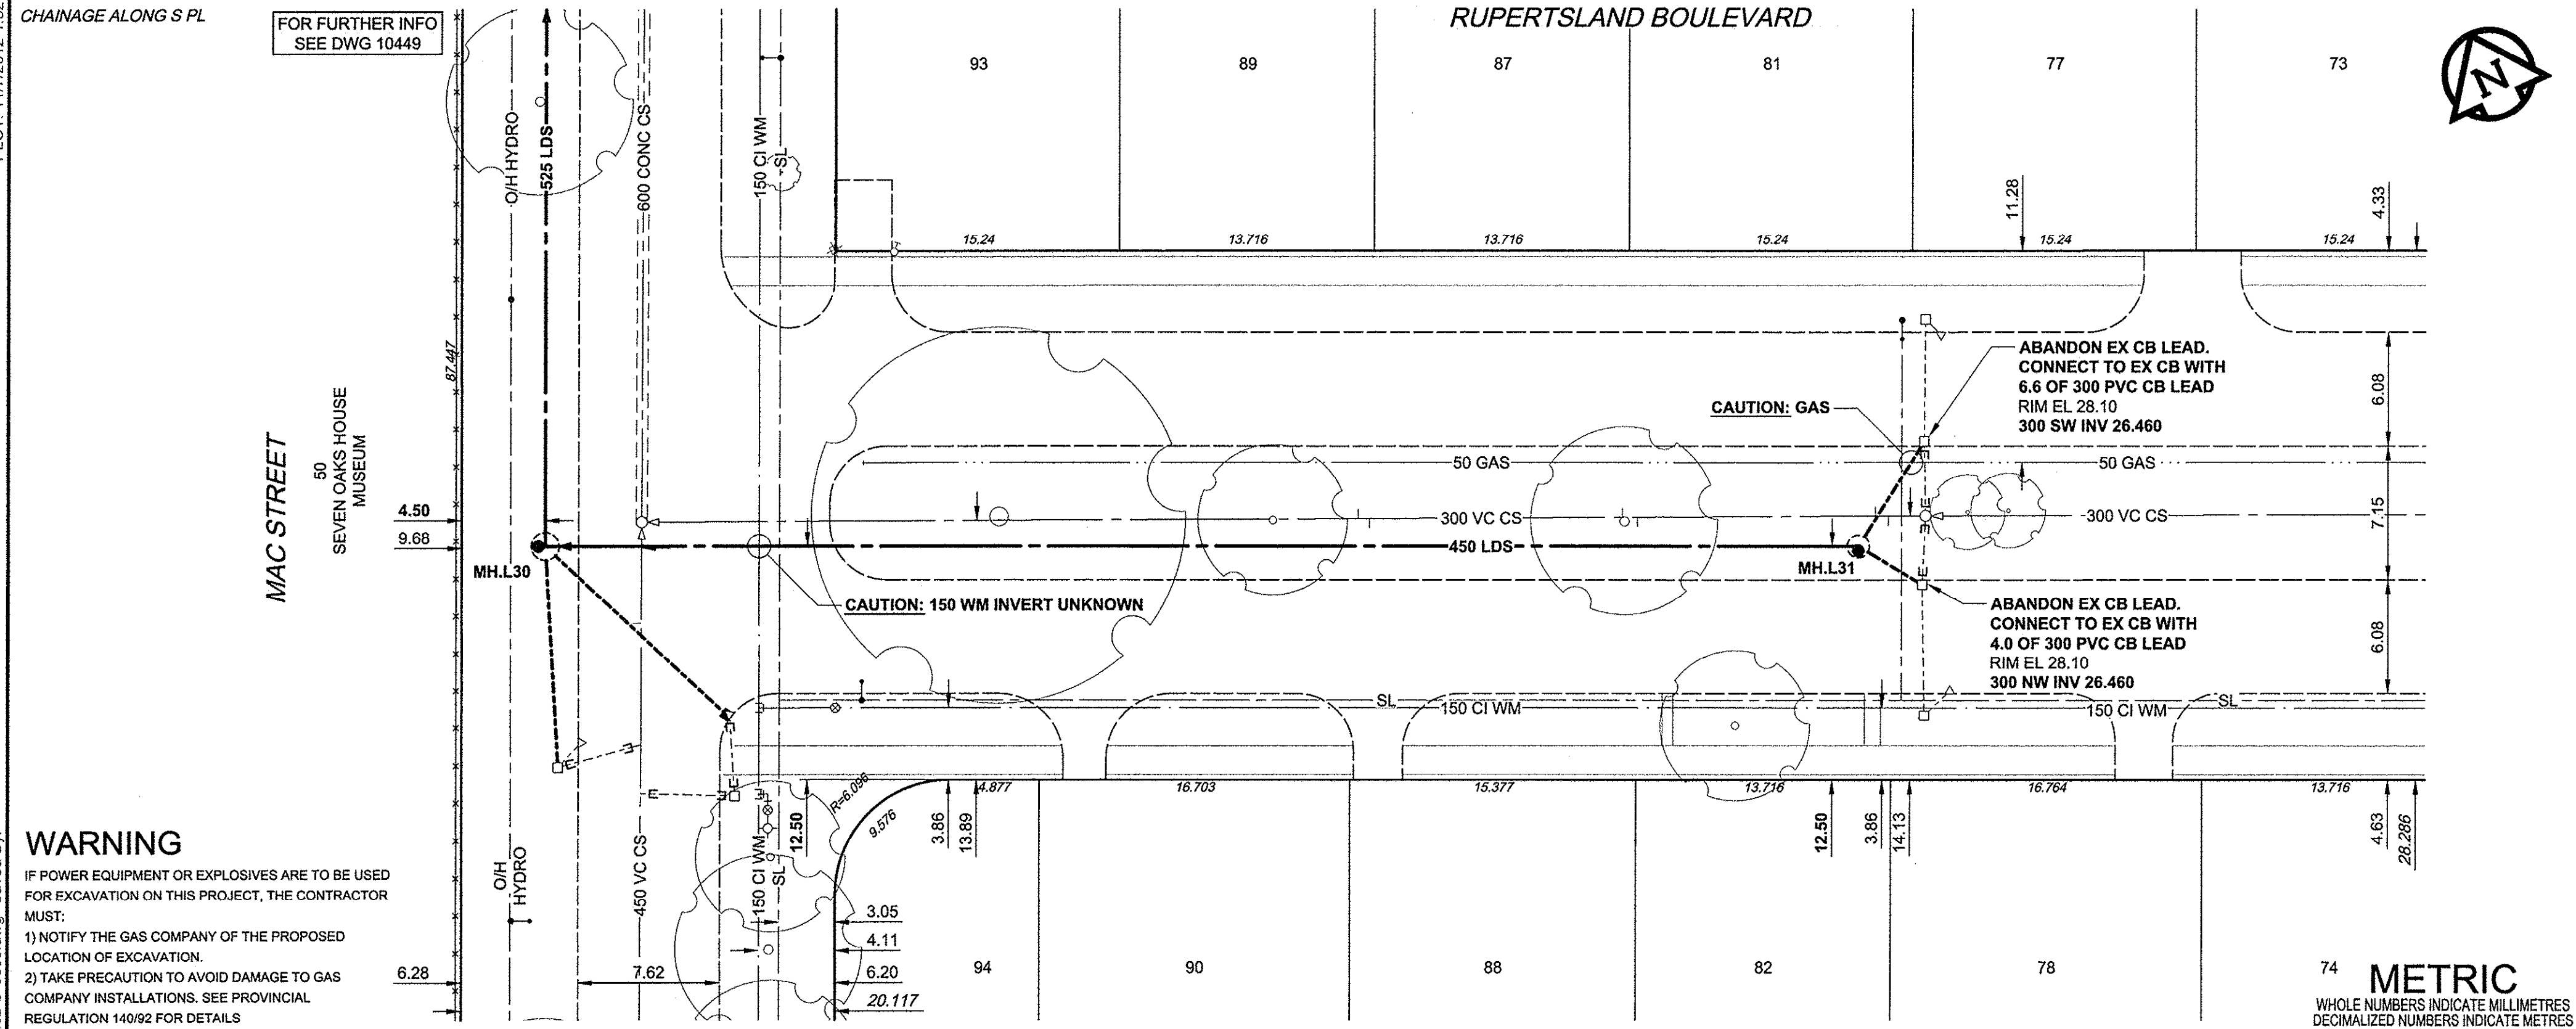 CHAINAGE ALONG S PL
FOR FURTHER INFO
SEE DWG 10449
RUPERTSLAND BOULEVARD
N
93
89
87
81
77
73
O/H HYDRO
525 LDS
600 CONC CS
150 CI WM
SL
11.28
4.33
15.24
13.716
13.716
15.24
15.24
15.24
87.447
MAC STREET
50
SEVEN OAKS HOUSE
MUSEUM
ABANDON EX CB LEAD.
CONNECT TO EX CB WITH
6.6 OF 300 PVC CB LEAD
RIM EL 28.10
300 SW INV 26.460
CAUTION: GAS
6.08
50 GAS
50 GAS
4.50
300 VC CS
300 VC CS
7.15
9.68
450 LDS
MH.L30
MH.L31
CAUTION: 150 WM INVERT UNKNOWN
ABANDON EX CB LEAD.
CONNECT TO EX CB WITH
4.0 OF 300 PVC CB LEAD
RIM EL 28.10
300 NW INV 26.460
6.08
SL
150 CI WM
150 CI WM
SL
R=6.096
9.576
4.877
16.703
15.377
13.716
16.764
13.716
12.50
3.86
13.89
12.50
3.86
14.13
4.63
28.286
O/H
HYDRO
450 VC CS
150 CI WM
SL
3.05
4.11
6.20
20.117
6.28
7.62
94
90
88
82
78
74
WARNING
IF POWER EQUIPMENT OR EXPLOSIVES ARE TO BE USED
FOR EXCAVATION ON THIS PROJECT, THE CONTRACTOR
MUST:
1) NOTIFY THE GAS COMPANY OF THE PROPOSED
LOCATION OF EXCAVATION.
2) TAKE PRECAUTION TO AVOID DAMAGE TO GAS
COMPANY INSTALLATIONS. SEE PROVINCIAL
REGULATION 140/92 FOR DETAILS
METRIC
WHOLE NUMBERS INDICATE MILLIMETRES
DECIMALIZED NUMBERS INDICATE METRES